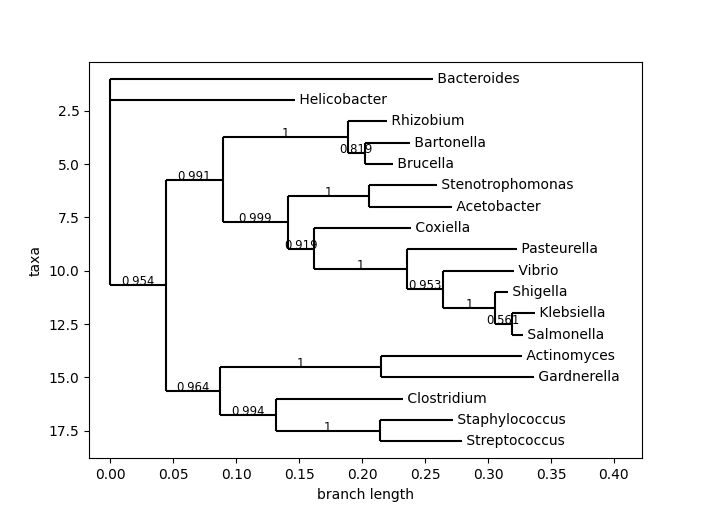 Bacteroides
Helicobacter
2.5
Rhizobium
1
Bartonella
0.819
5.0
Brucella
0.991
Stenotrophomonas
1
Acetobacter
7.5
0.999
Coxiella
0.919
Pasteurella
taxa
1
10.0
Vibrio
0.954
0.953
Shigella
1
Klebsiella
0.561
12.5
Salmonella
Actinomyces
1
15.0
Gardnerella
0.964
Clostridium
0.994
Staphylococcus
1
17.5
Streptococcus
0.00 0.05 0.10 0.15 0.20 0.25 0.30 0.35 0.40
branch length